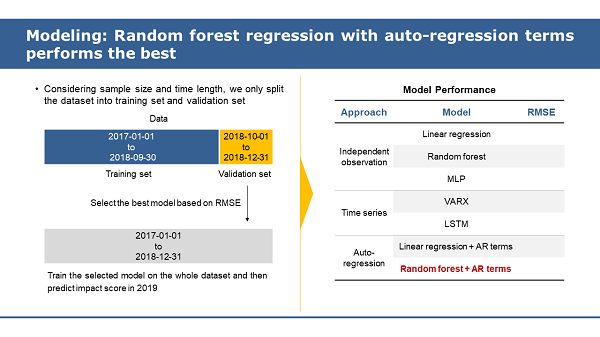 Modeling: Random forest regression with auto-regression terms
performs the best
• Considering sample size and time length, we only split
the dataset into training set and validation set
Data
2017-01-01
to
2018-09-30
2018-10-01
to
2018-12-31
Training set
Validation set
Select the best model based on RMSE
2017-01-01
to
2018-12-31
Train the selected model on the whole dataset and then
predict impact score in 2019
Model Performance
Approach Model RMSE
Independent
observation
Linear regression
Random forest
MLP
Time series
VARX
LSTM
Auto-
regression
Linear regression + AR terms
Random forest + AR terms